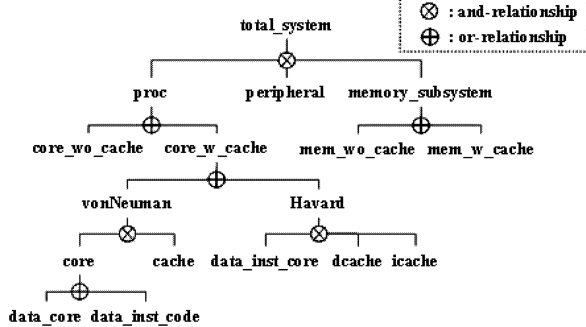 ⊗ : and-relationship
total_system
⊕ : or-relationship
proc peripheral memory_subsystem
core_wo_cache core_w_cache mem_wo_cache mem_w_cache
vonNeuman Havard
core cache data_inst_core dcache icache
data_core data_inst_code